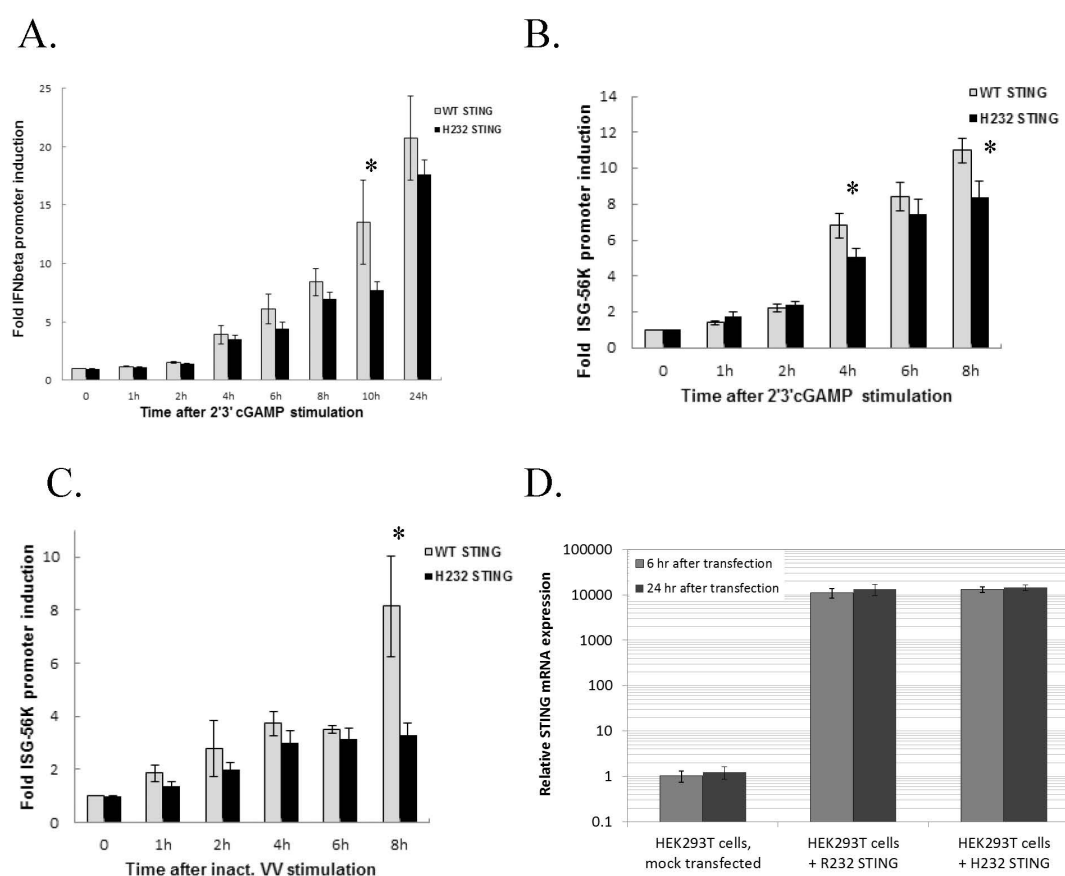 A.
Fold IFNbeta promoter induction
25
20
15
10
5
0
WT STING
H232 STING
*
0 1h 2h 4h 6h 8h 10h 24h
Time after 2'3' cGAMP stimulation
B.
Fold ISG-56K promoter induction
14
12
10
8
6
4
2
0
WT STING
H232 STING
*
*
0 1h 2h 4h 6h 8h
Time after 2'3'cGAMP stimulation
C.
Fold ISG-56K promoter induction
10
8
6
4
2
0
WT STING
H232 STING
*
0 1h 2h 4h 6h 8h
Time after inact. VV stimulation
D.
Relative STING mRNA expression
100000
10000
1000
100
10
1
0.1
6 hr after transfection
24 hr after transfection
HEK293T cells,
mock transfected
HEK293T cells
+ R232 STING
HEK293T cells
+ H232 STING